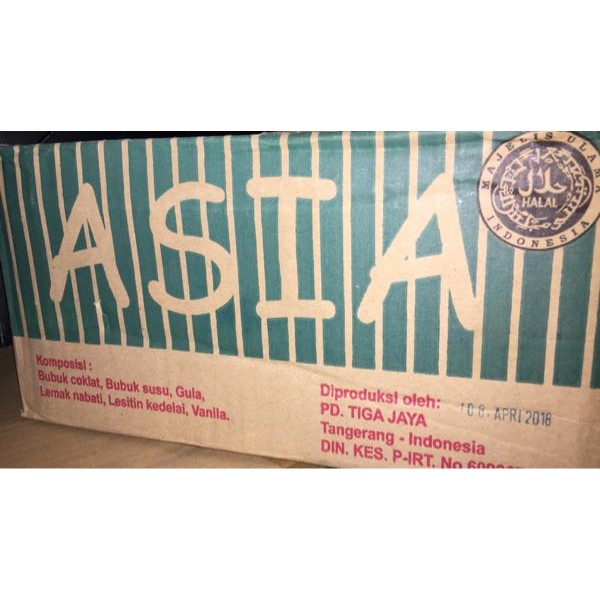 ASIA
MAJELIS ULAMA
حلال
HALAL
INDONESIA
Komposisi :
Bubuk coklat, Bubuk susu, Gula,
Lemak nabati, Lesitin kedelai, Vanila.
Diproduksi oleh:
08. APRI 2018
PD. TIGA JAYA
Tangerang - Indonesia
DIN. KES. P-IRT. No